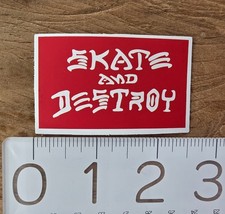 SKATE
AND
DESTROY
0 1 2 3